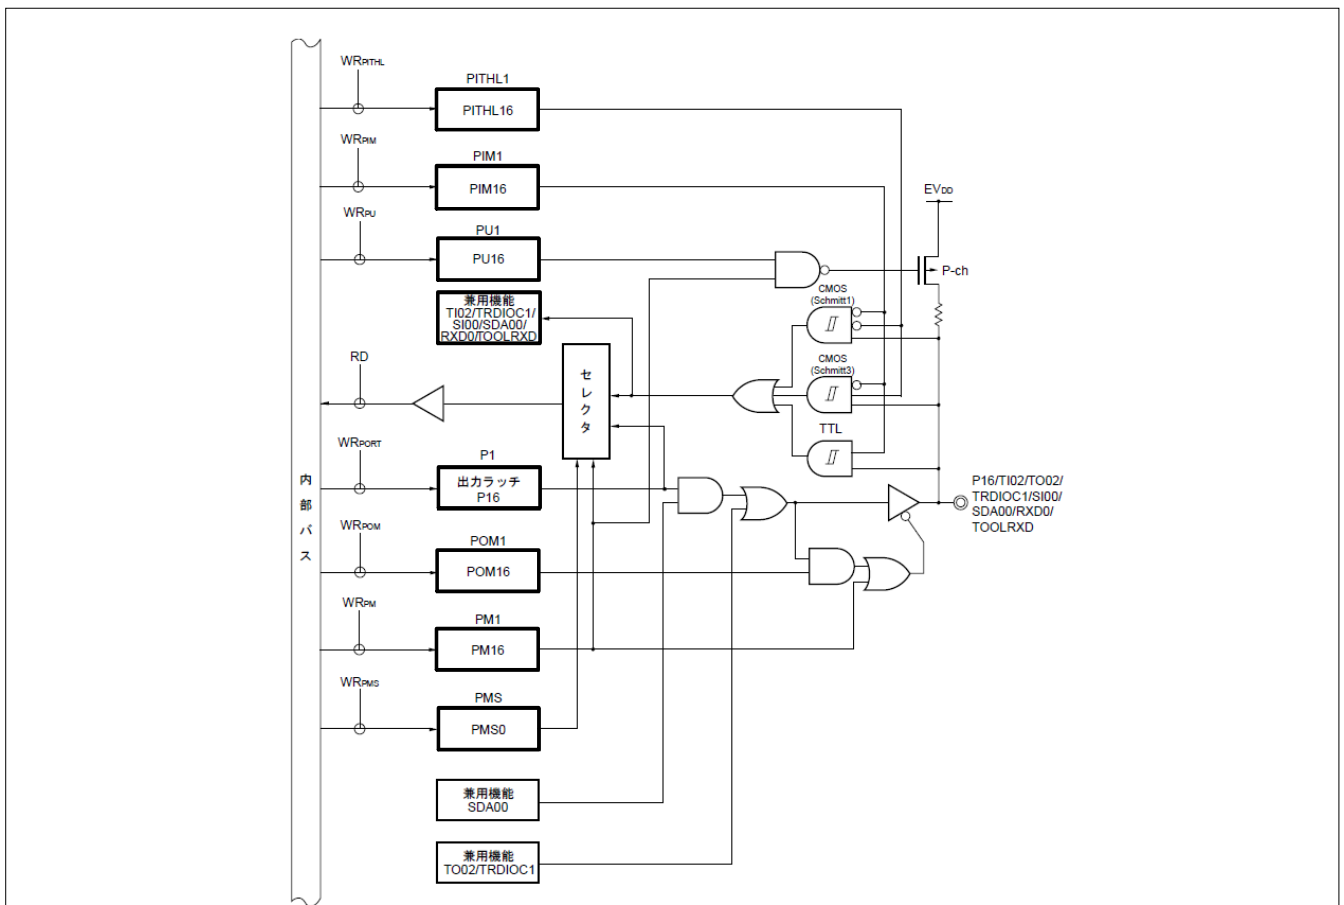 WRPITHL
PITHL1
PITHL16
WRPIM
PIM1
PIM16
EVDD
WRPU
PU1
PU16
P-ch
兼用機能
TI02/TRDIOC1/
SI00/SDA00/
RXD0/TOOLRXD
CMOS
(Schmitt1)
RD
セレクタ
CMOS
(Schmitt3)
TTL
WRPORT
P1
出力ラッチ
P16
内部バス
P16/TI02/TO02/
TRDIOC1/SI00/
SDA00/RXD0/
TOOLRXD
WRPOM
POM1
POM16
WRPM
PM1
PM16
WRPMS
PMS
PMS0
兼用機能
SDA00
兼用機能
TO02/TRDIOC1